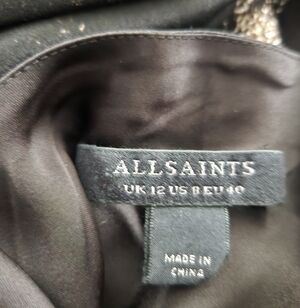 ALLSAINTS
UK 12 US 8 EU 40
MADE IN
CHINA